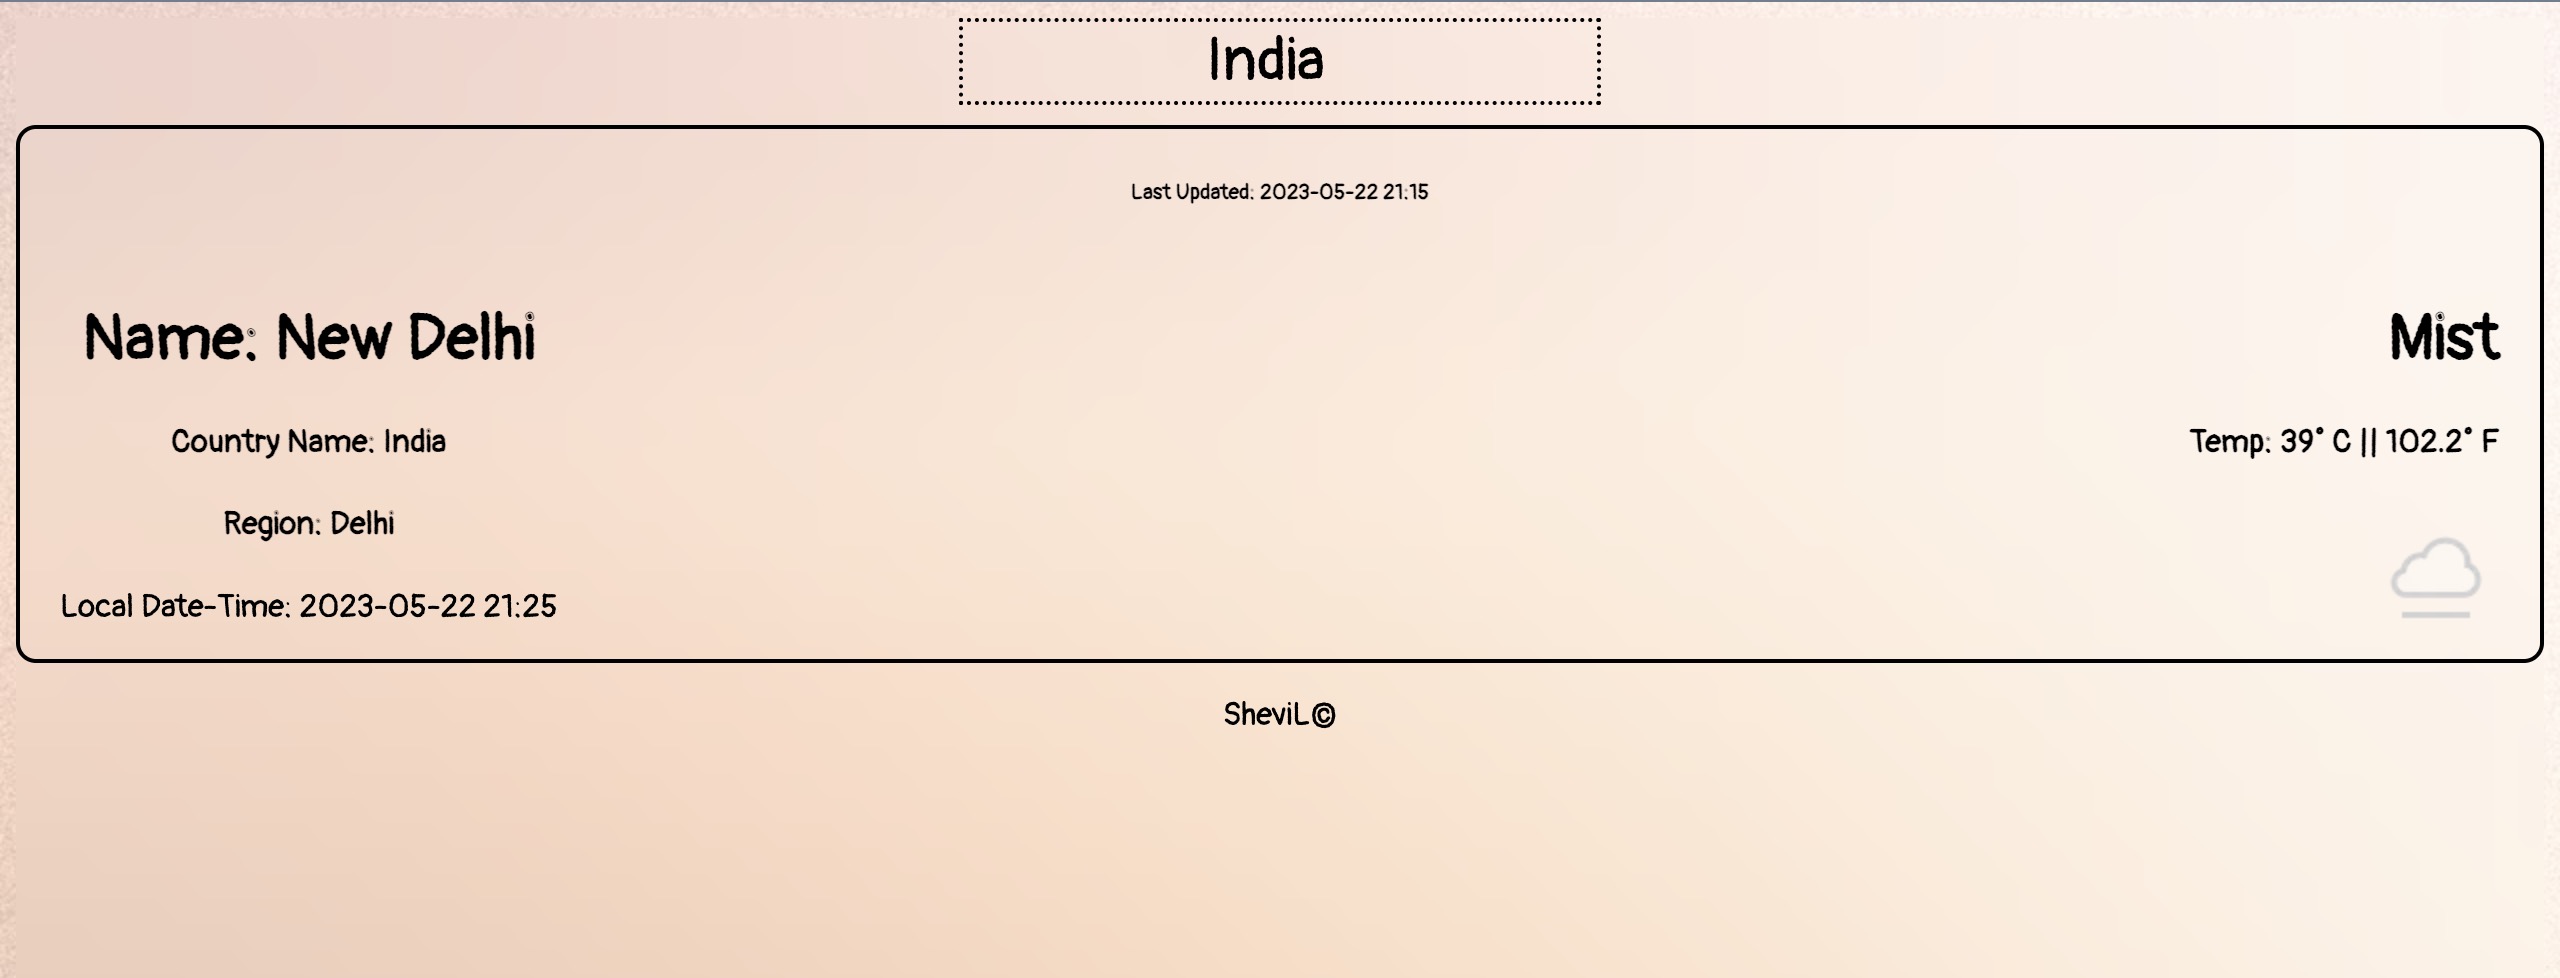 India
Last Updated: 2023-05-22 21:15
Name: New Delhi
Country Name: India
Region: Delhi
Local Date-Time: 2023-05-22 21:25
Mist
Temp: 39° C || 102.2° F
SheviL©